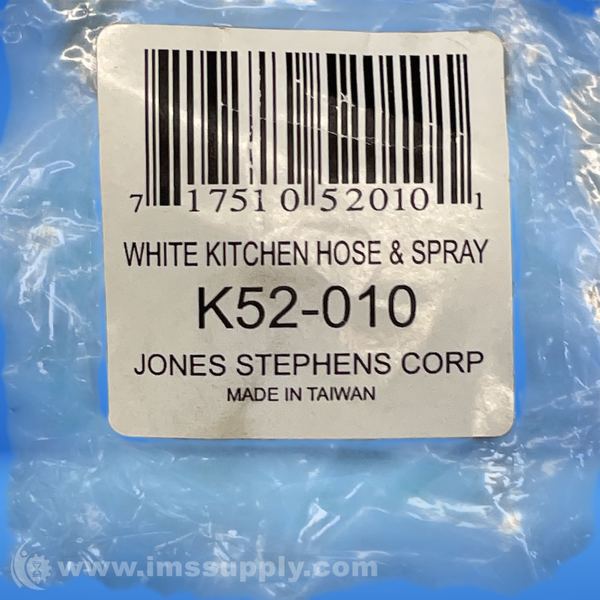 7 17510 52010 1
WHITE KITCHEN HOSE & SPRAY
K52-010
JONES STEPHENS CORP
MADE IN TAIWAN
www.imssupply.com